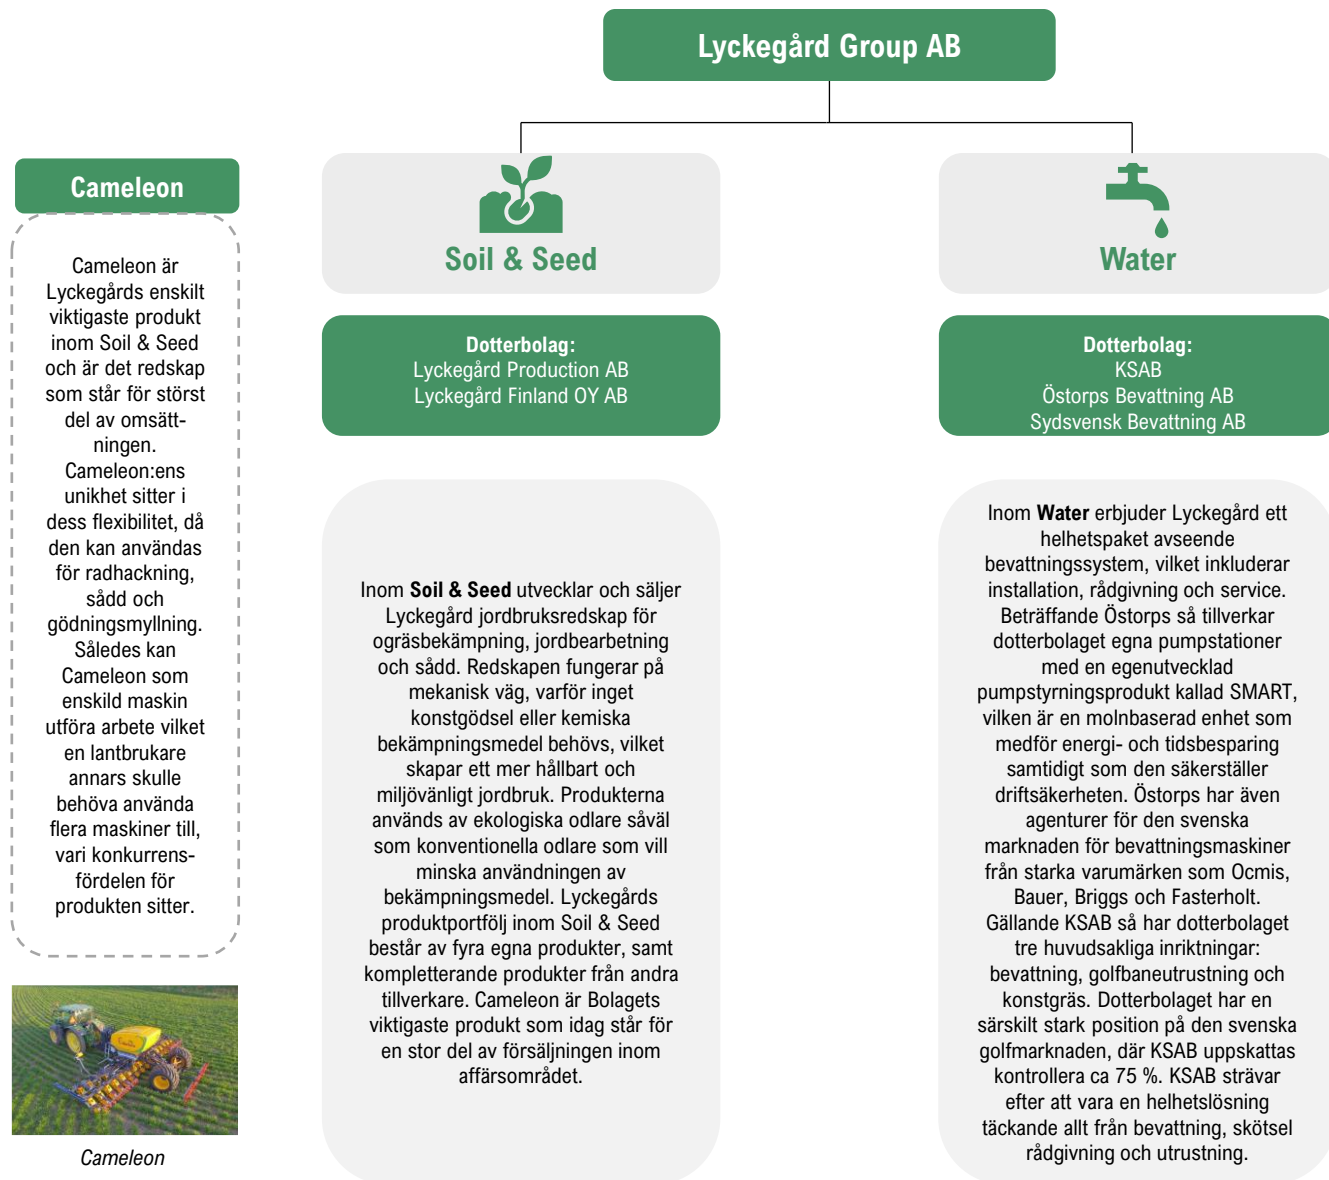 Lyckegård Group AB
Cameleon
Cameleon är
Lyckegårds enskilt
viktigaste produkt
inom Soil & Seed
och är det redskap
som står för störst
del av omsätt-
ningen.
Cameleon:ens
unikhet sitter i
dess flexibilitet, då
den kan användas
för radhackning,
sådd och
gödningsmyllning.
Således kan
Cameleon som
enskild maskin
utföra arbete vilket
en lantbrukare
annars skulle
behöva använda
flera maskiner till,
vari konkurrens-
fördelen för
produkten sitter.
Cameleon
Soil & Seed
Dotterbolag:
Lyckegård Production AB
Lyckegård Finland OY AB
Inom Soil & Seed utvecklar och säljer
Lyckegård jordbruksredskap för
ogräsbekämpning, jordbearbetning
och sådd. Redskapen fungerar på
mekanisk väg, varför inget
konstgödsel eller kemiska
bekämpningsmedel behövs, vilket
skapar ett mer hållbart och
miljövänligt jordbruk. Produkterna
används av ekologiska odlare såväl
som konventionella odlare som vill
minska användningen av
bekämpningsmedel. Lyckegårds
produktportfölj inom Soil & Seed
består av fyra egna produkter, samt
kompletterande produkter från andra
tillverkare. Cameleon är Bolagets
viktigaste produkt som idag står för
en stor del av försäljningen inom
affärsområdet.
Water
Dotterbolag:
KSAB
Östorps Bevattning AB
Sydsvensk Bevattning AB
Inom Water erbjuder Lyckegård ett
helhetspaket avseende
bevattningssystem, vilket inkluderar
installation, rådgivning och service.
Beträffande Östorps så tillverkar
dotterbolaget egna pumpstationer
med en egenutvecklad
pumpstyrningsprodukt kallad SMART,
vilken är en molnbaserad enhet som
medför energi- och tidsbesparing
samtidigt som den säkerställer
driftsäkerheten. Östorps har även
agenturer för den svenska
marknaden för bevattningsmaskiner
från starka varumärken som Ocmis,
Bauer, Briggs och Fasterholt.
Gällande KSAB så har dotterbolaget
tre huvudsakliga inriktningar:
bevattning, golfbaneutrustning och
konstgräs. Dotterbolaget har en
särskilt stark position på den svenska
golfmarknaden, där KSAB uppskattas
kontrollera ca 75 %. KSAB strävar
efter att vara en helhetslösning
täckande allt från bevattning, skötsel
rådgivning och utrustning.